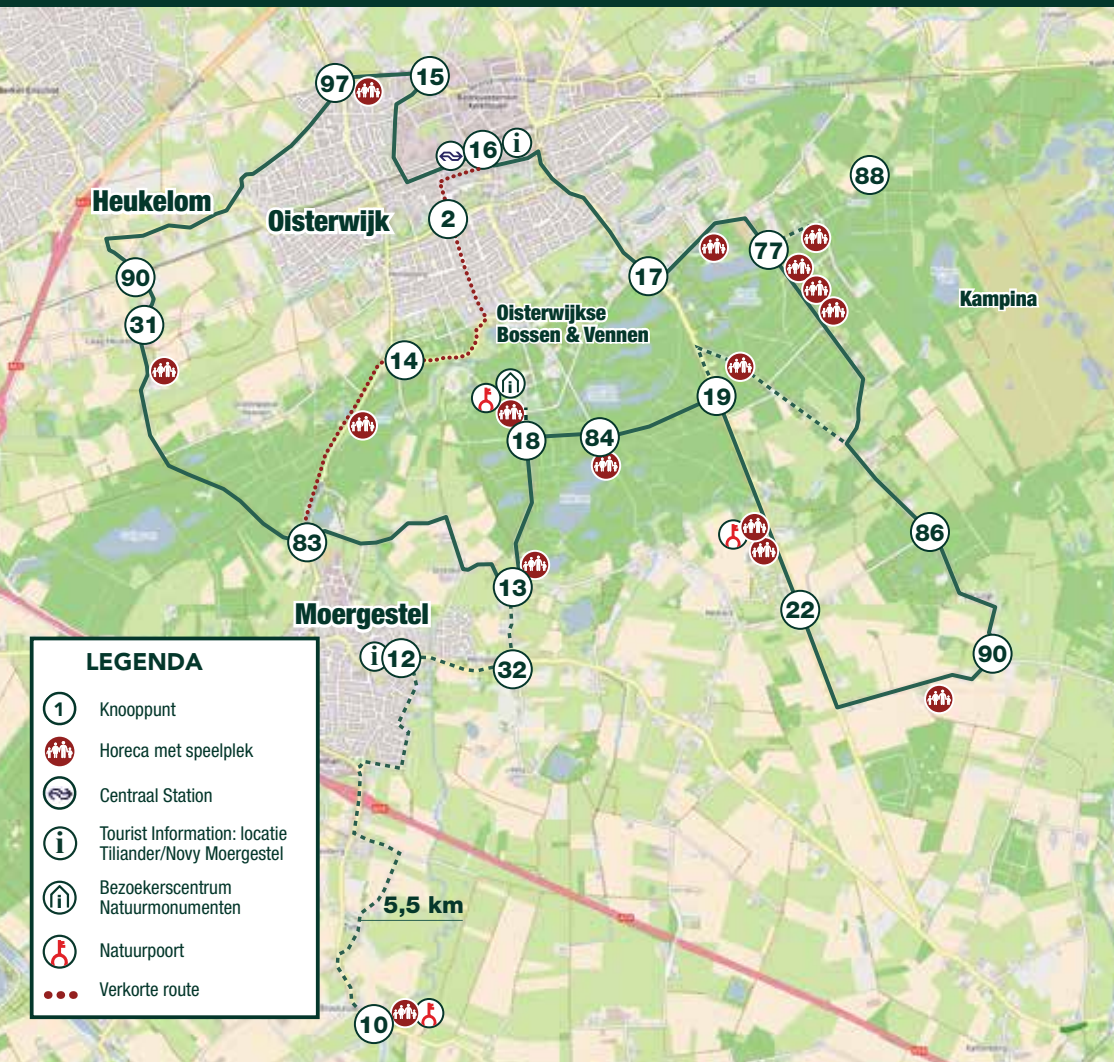 97
15
16
i
88
Heukelom
Oisterwijk
2
77
17
90
Kampina
31
Oisterwijkse
Bossen & Vennen
14
19
18
84
86
83
13
22
Moergestel
90
i
12
32
LEGENDA
1 Knooppunt
Horeca met speelplek
Centraal Station
i Tourist Information: locatie
Tiliander/Novy Moergestel
i Bezoekerscentrum
Natuurmonumenten
Natuurpoort
Verkorte route
5,5 km
10